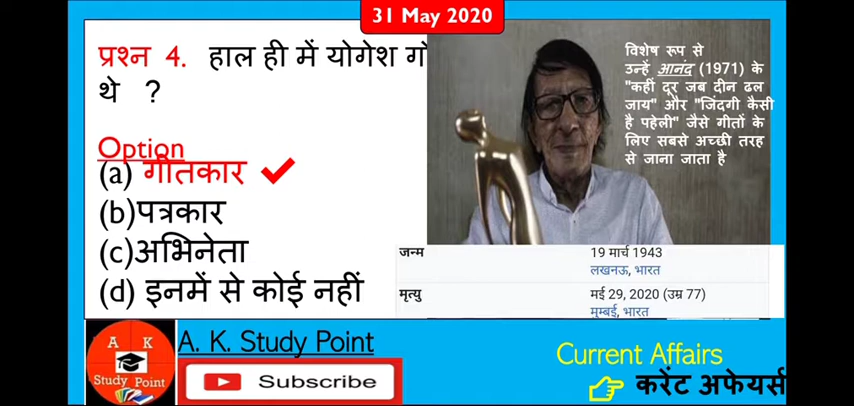 31 May 2020
प्रश्न 4. हाल ही में योगेश
थे ?
Option
(a) गीतकार
(b)पत्रकार
(c)अभिनेता
(d) इनमें से कोई नहीं
विशेष रूप से
उन्हें आनंद (1971) के
"कहीं दूर जब दीन ढल
जाय" और "जिंदगी कैसी
है पहेली" जैसे गीतों के
लिए सबसे अच्छी तरह
से जाना जाता है
जन्म 19 मार्च 1943
लखनऊ, भारत
मृत्यु मई 29, 2020 (उम्र 77)
मुम्बई, भारत
A K
Study Point
A. K. Study Point
Subscribe
Current Affairs
करेंट अफेयर्स